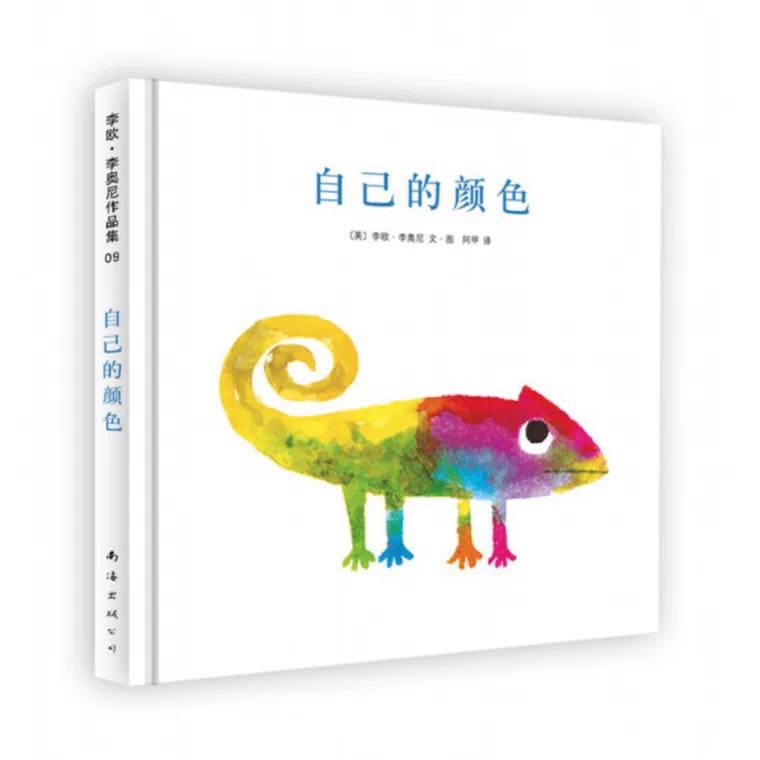 李欧·李奥尼作品集
09
自己的颜色
南海出版公司
自己的颜色
〔美〕李欧·李奥尼 文·图 阿甲 译